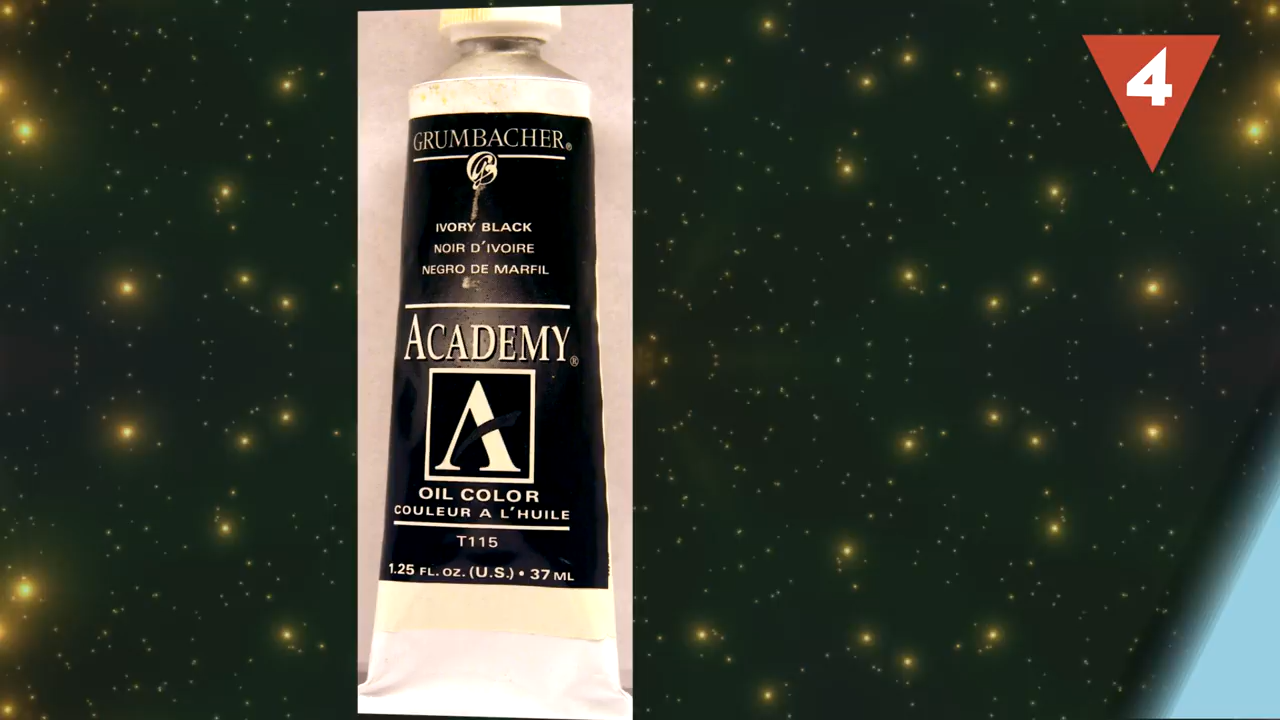 4
GRUMBACHER®
GB
IVORY BLACK
NOIR D'IVOIRE
NEGRO DE MARFIL
ACADEMY®
A
OIL COLOR
COULEUR A L'HUILE
T115
1.25 FL. OZ. (U.S.) • 37 ML